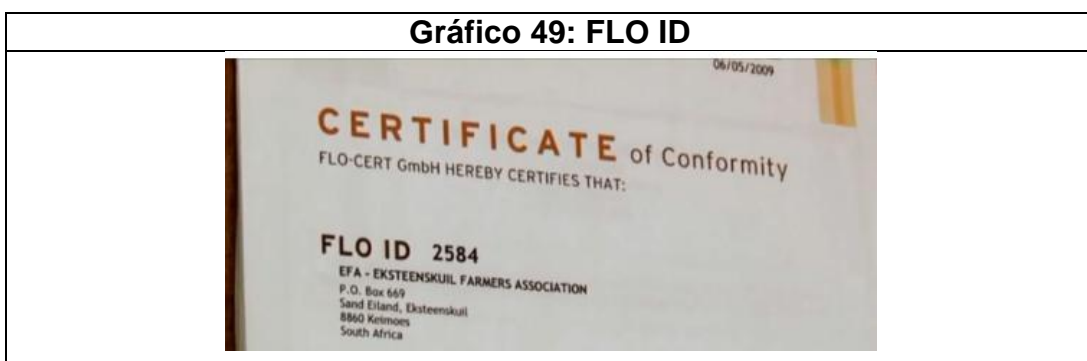 Gráfico 49: FLO ID
06/05/2009
CERTIFICATE of Conformity
FLO-CERT GmbH HEREBY CERTIFIES THAT:
FLO ID 2584
EFA - EKSTEENSKUIL FARMERS ASSOCIATION
P.O. Box 669
Sand Eiland, Eksteenskuil
8860 Keimoes
South Africa